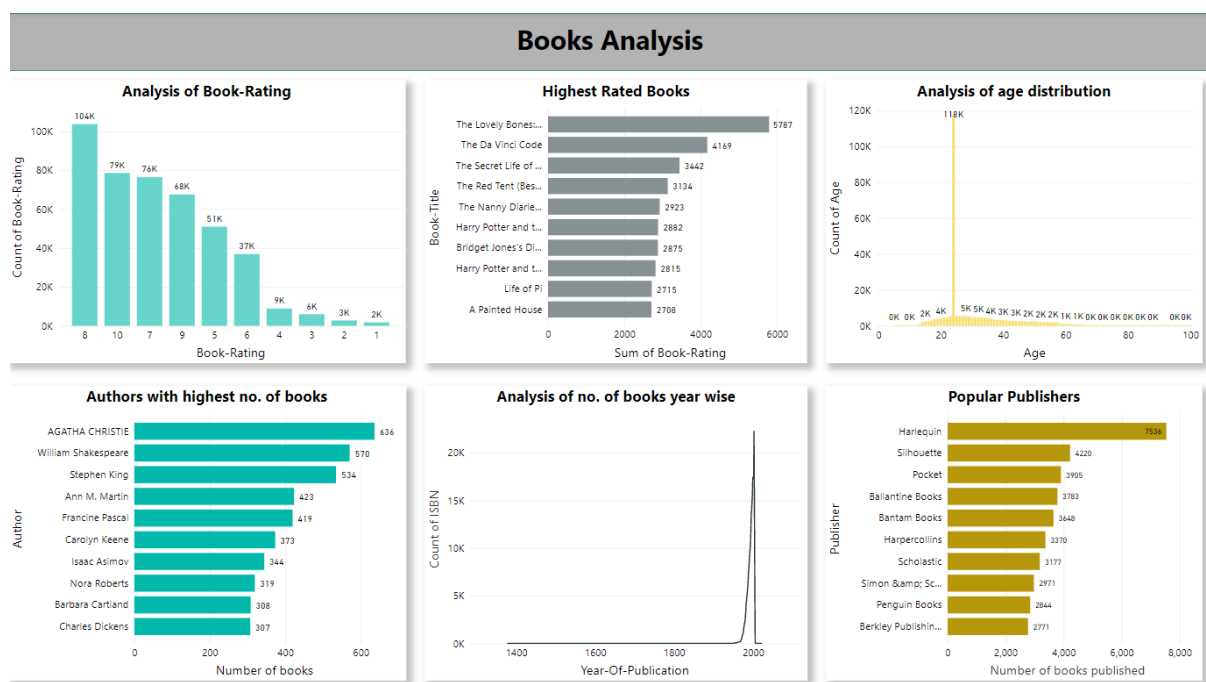 Books Analysis
Analysis of Book-Rating
Count of Book-Rating
100K
80K
60K
40K
20K
0K
104K
79K
76K
68K
51K
37K
9K
6K
3K
2K
8 10 7 9 5 6 4 3 2 1
Book-Rating
Highest Rated Books
Book-Title
The Lovely Bones:... 5787
The Da Vinci Code 4169
The Secret Life of ... 3442
The Red Tent (Bes... 3134
The Nanny Diarie... 2923
Harry Potter and t... 2882
Bridget Jones's Di... 2875
Harry Potter and t... 2815
Life of Pi 2715
A Painted House 2708
0 2000 4000 6000
Sum of Book-Rating
Analysis of age distribution
Count of Age
120K
100K
80K
60K
40K
20K
0K
118K
0K 0K 2K 4K 5K 5K 4K 3K 3K 2K 2K 2K 1K 1K 0K 0K 0K 0K 0K 0K 0K
0 20 40 60 80 100
Age
Authors with highest no. of books
Author
AGATHA CHRISTIE 636
William Shakespeare 570
Stephen King 534
Ann M. Martin 423
Francine Pascal 419
Carolyn Keene 373
Isaac Asimov 344
Nora Roberts 319
Barbara Cartland 308
Charles Dickens 307
0 200 400 600
Number of books
Analysis of no. of books year wise
Count of ISBN
20K
15K
10K
5K
0K
1400 1600 1800 2000
Year-Of-Publication
Popular Publishers
Publisher
Harlequin 7536
Silhouette 4220
Pocket 3905
Ballantine Books 3783
Bantam Books 3648
Harpercollins 3370
Scholastic 3177
Simon &amp; Sc... 2971
Penguin Books 2844
Berkley Publishin... 2771
0 2,000 4,000 6,000 8,000
Number of books published